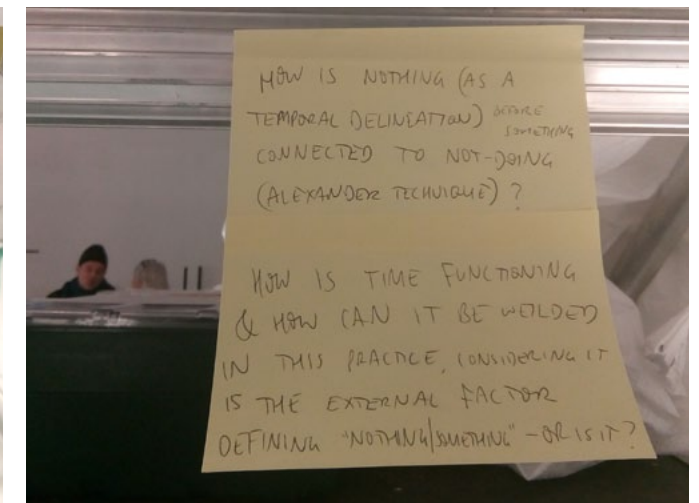 HOW IS NOTHING (AS A
TEMPORAL DELINEATION) BEFORE SOMETHING
CONNECTED TO NOT-DOING
(ALEXANDER TECHNIQUE)?
HOW IS TIME FUNCTIONING
& HOW CAN IT BE WEILDED
IN THIS PRACTICE, CONSIDERING IT
IS THE EXTERNAL FACTOR
DEFINING "NOTHING/SOMETHING" - OR IS IT?